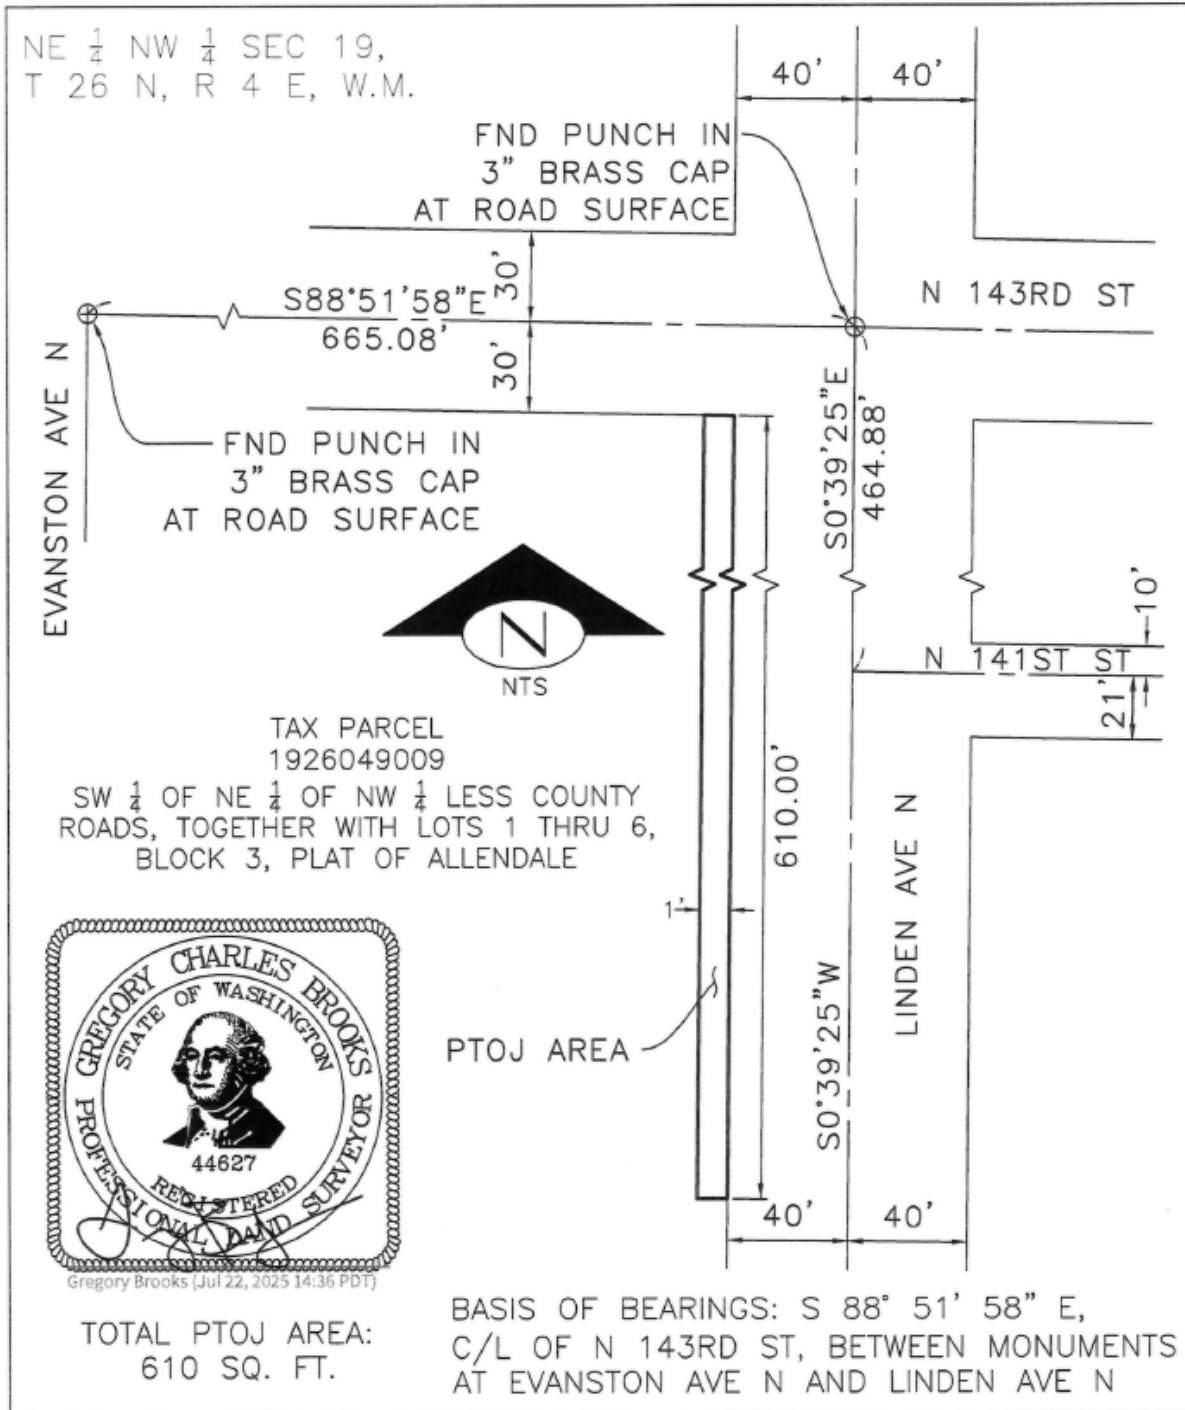 NE 1/4 NW 1/4 SEC 19,
T 26 N, R 4 E, W.M.
40'
40'
FND PUNCH IN
3" BRASS CAP
AT ROAD SURFACE
30'
S88°51'58"E
665.08'
30'
N 143RD ST
EVANSTON AVE N
FND PUNCH IN
3" BRASS CAP
AT ROAD SURFACE
S0°39'25"E
464.88'
N
NTS
10'
N 141ST ST
21'
TAX PARCEL
1926049009
SW 1/4 OF NE 1/4 OF NW 1/4 LESS COUNTY
ROADS, TOGETHER WITH LOTS 1 THRU 6,
BLOCK 3, PLAT OF ALLENDALE
610.00'
LINDEN AVE N
1'
S0°39'25"W
PTOJ AREA
GREGORY CHARLES BROOKS
STATE OF WASHINGTON
44627
REGISTERED
PROFESSIONAL LAND SURVEYOR
Gregory Brooks (Jul 22, 2025 14:36 PDT)
40'
40'
TOTAL PTOJ AREA:
610 SQ. FT.
BASIS OF BEARINGS: S 88° 51' 58" E,
C/L OF N 143RD ST, BETWEEN MONUMENTS
AT EVANSTON AVE N AND LINDEN AVE N